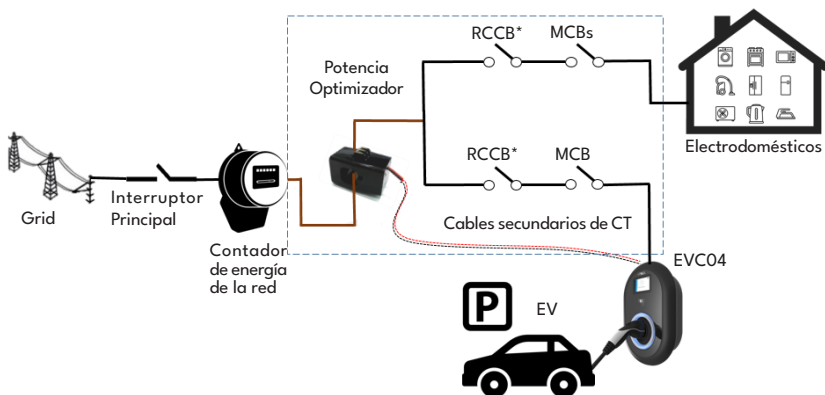 RCCB*
MCBs
Potencia
Optimizador
Electrodomésticos
RCCB*
MCB
Grid
Interruptor
Principal
Contador
de energía
de la red
Cables secundarios de CT
EVC04
P
EV